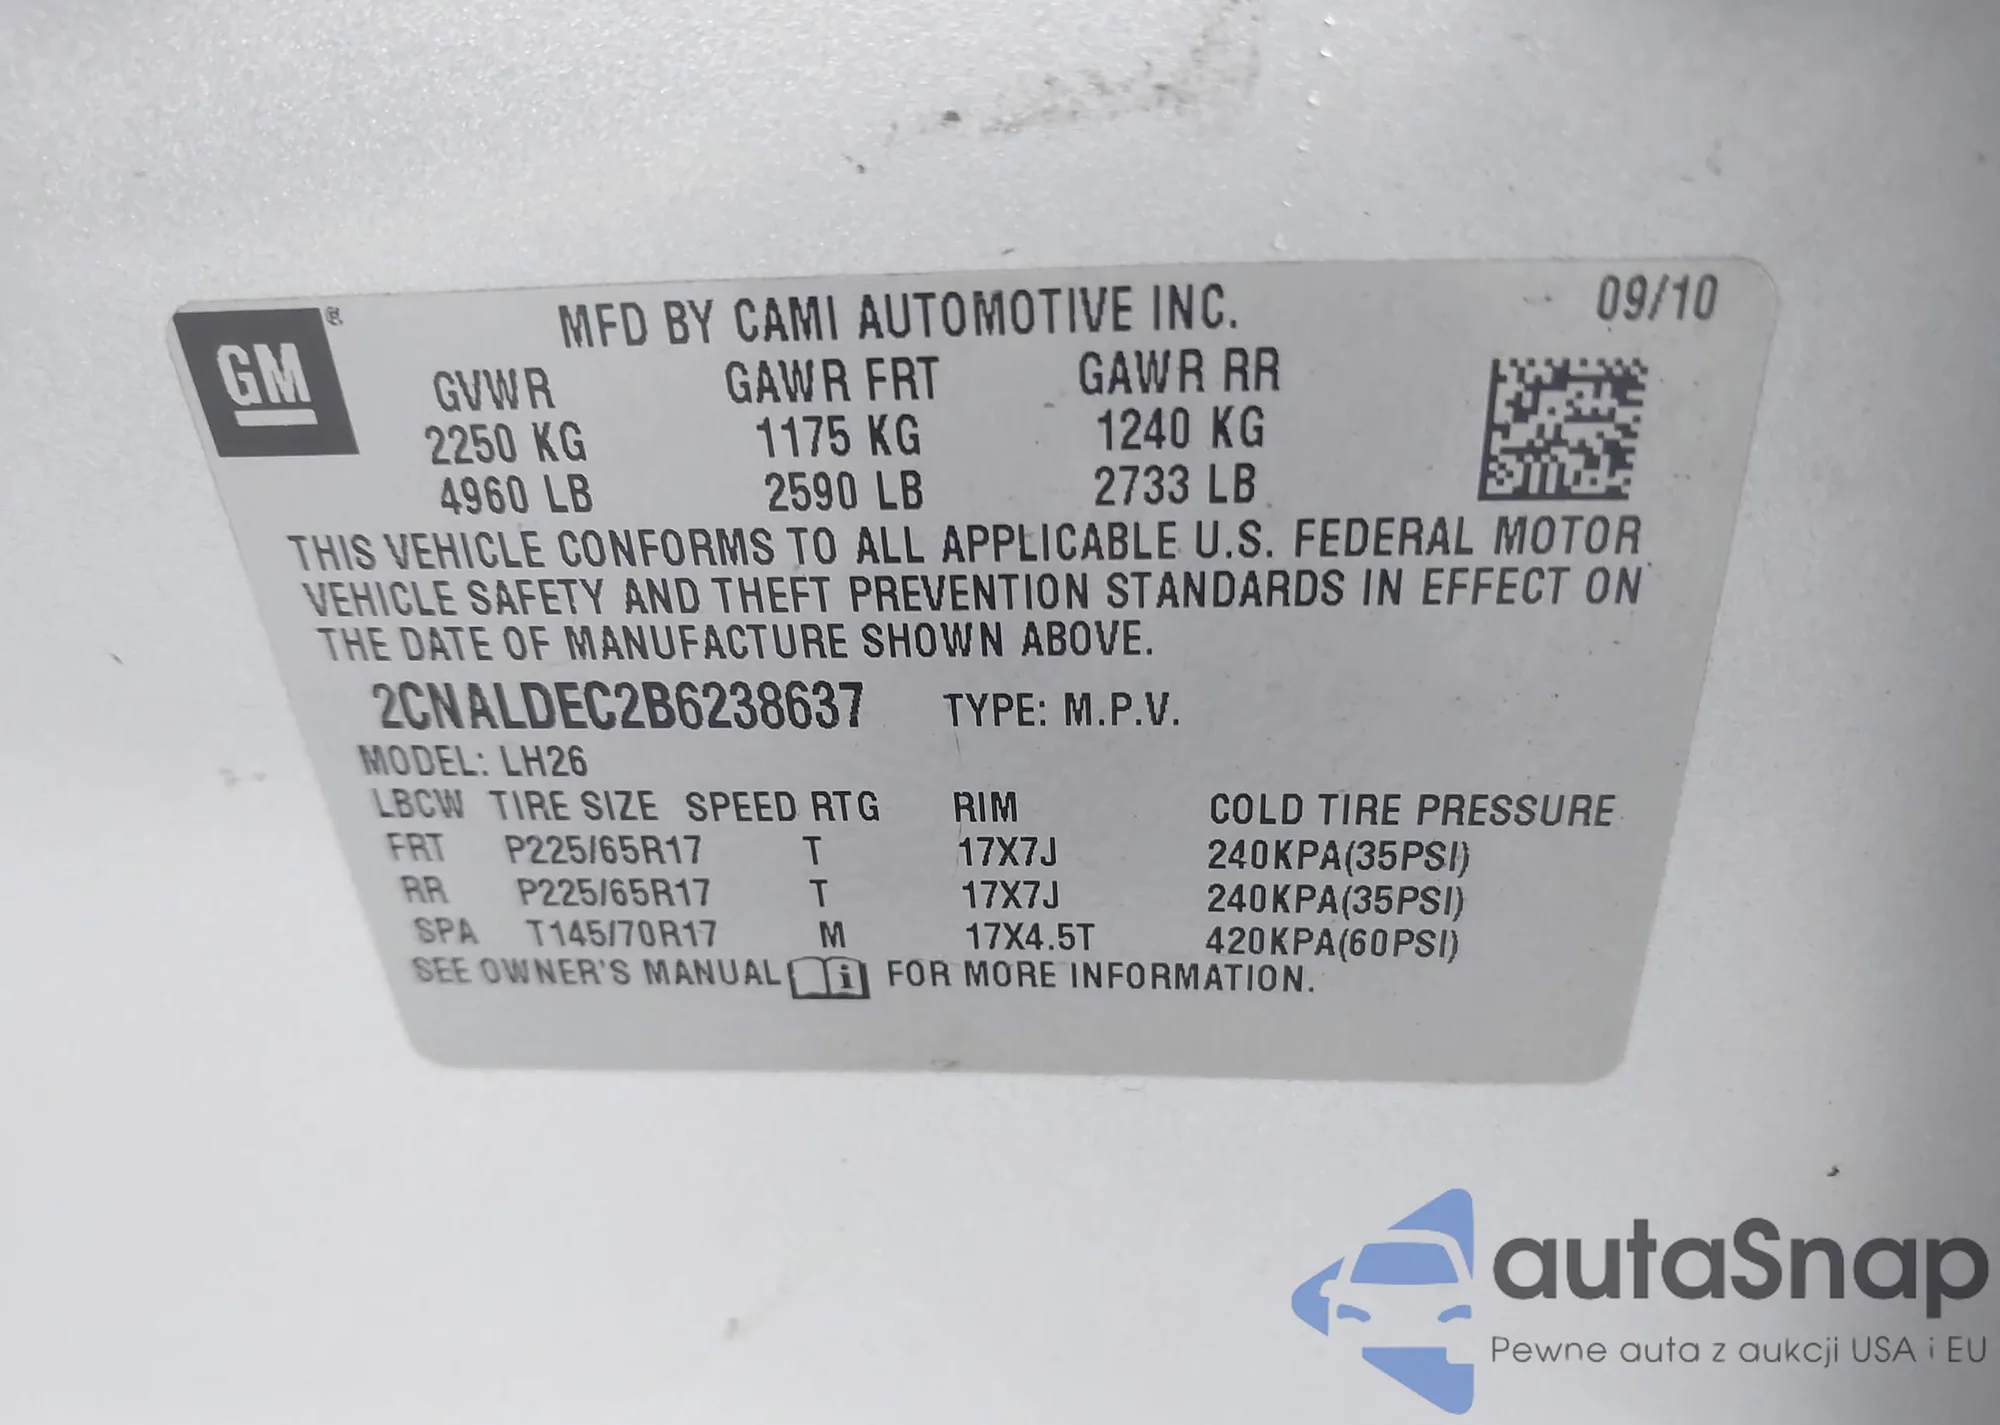 GM ®
MFD BY CAMI AUTOMOTIVE INC. 09/10
GVWR GAWR FRT GAWR RR
2250 KG 1175 KG 1240 KG
4960 LB 2590 LB 2733 LB
THIS VEHICLE CONFORMS TO ALL APPLICABLE U.S. FEDERAL MOTOR
VEHICLE SAFETY AND THEFT PREVENTION STANDARDS IN EFFECT ON
THE DATE OF MANUFACTURE SHOWN ABOVE.
2CNALDEC2B6238637 TYPE: M.P.V.
MODEL: LH26
LBCW TIRE SIZE SPEED RTG RIM COLD TIRE PRESSURE
FRT P225/65R17 T 17X7J 240KPA(35PSI)
RR P225/65R17 T 17X7J 240KPA(35PSI)
SPA T145/70R17 M 17X4.5T 420KPA(60PSI)
SEE OWNER'S MANUAL i FOR MORE INFORMATION.
autaSnap
Pewne auta z aukcji USA i EU